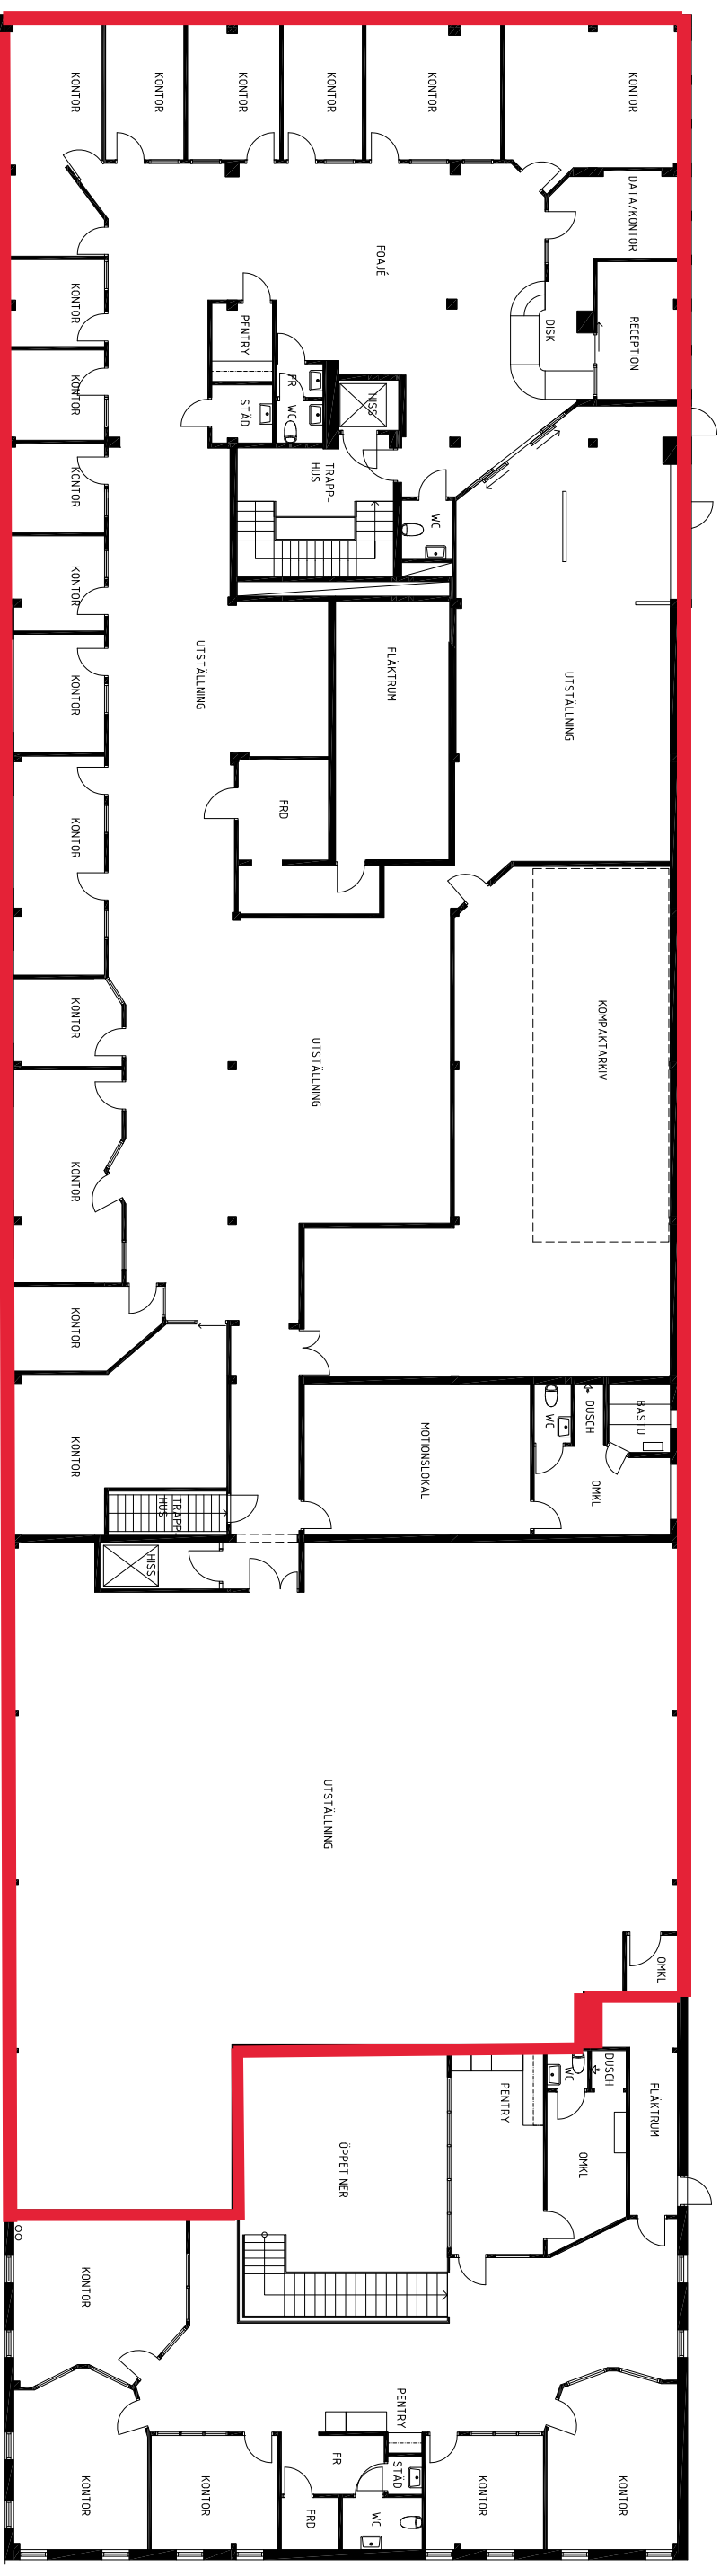 KONTOR
KONTOR
KONTOR
KONTOR
KONTOR
KONTOR
DATA/KONTOR
FOAJÉ
KONTOR
PENTRY
DISK
RECEPTION
KONTOR
FR
STÄD
WC
HISS
KONTOR
TRAPP-
HUS
WC
KONTOR
UTSTÄLLNING
FLÄKTRUM
UTSTÄLLNING
KONTOR
FRD
KONTOR
KONTOR
UTSTÄLLNING
KOMPAKTARKIV
KONTOR
KONTOR
KONTOR
MOTIONSLOKAL
WC
DUSCH
BASTU
OMKL
TRAPP-
HUS
HISS
UTSTÄLLNING
OMKL
ÖPPET NER
PENTRY
WC
DUSCH
OMKL
FLÄKTRUM
KONTOR
PENTRY
KONTOR
KONTOR
FR
FRD
STÄD
WC
KONTOR
KONTOR